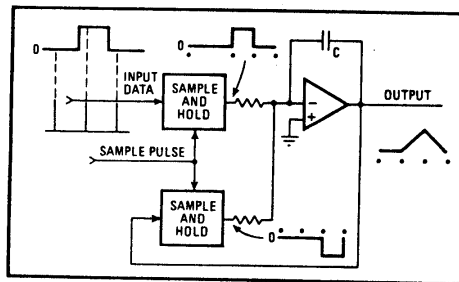 0
0
C
INPUT
DATA
SAMPLE
AND
HOLD
−
+
OUTPUT
SAMPLE PULSE
SAMPLE
AND
HOLD
0